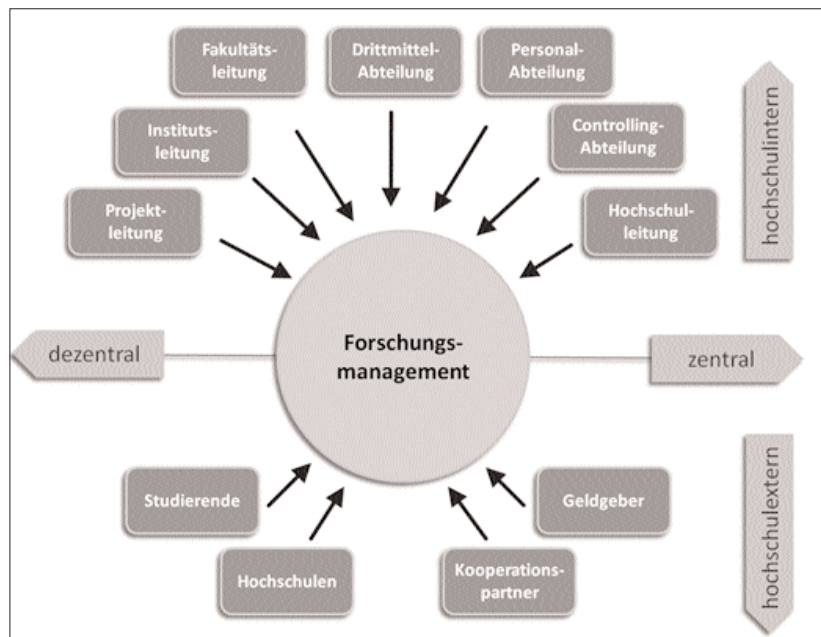 Fakultäts-
leitung
Drittmittel-
Abteilung
Personal-
Abteilung
Instituts-
leitung
Controlling-
Abteilung
Projekt-
leitung
Hochschul-
leitung
hochschulintern
Forschungs-
management
dezentral
zentral
Studierende
Geldgeber
Hochschulen
Kooperations-
partner
hochschulextern